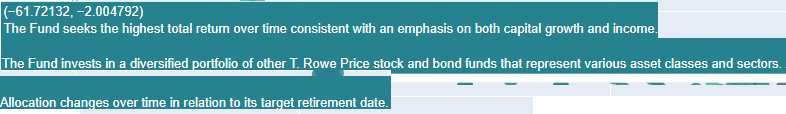 (−61.72132, −2.004792)
The Fund seeks the highest total return over time consistent with an emphasis on both capital growth and income.
The Fund invests in a diversified portfolio of other T. Rowe Price stock and bond funds that represent various asset classes and sectors.
Allocation changes over time in relation to its target retirement date.